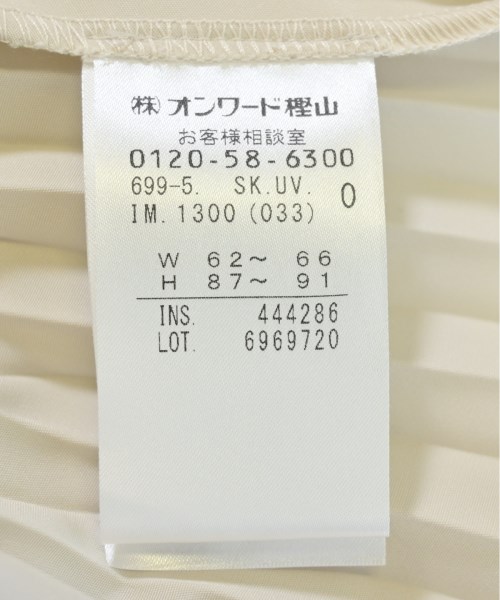 ㈱オンワード樫山
お客様相談室
0120-58-6300
699-5. SK.UV. 0
IM.1300 (033)
W 62〜 66
H 87〜 91
INS. 444286
LOT. 6969720